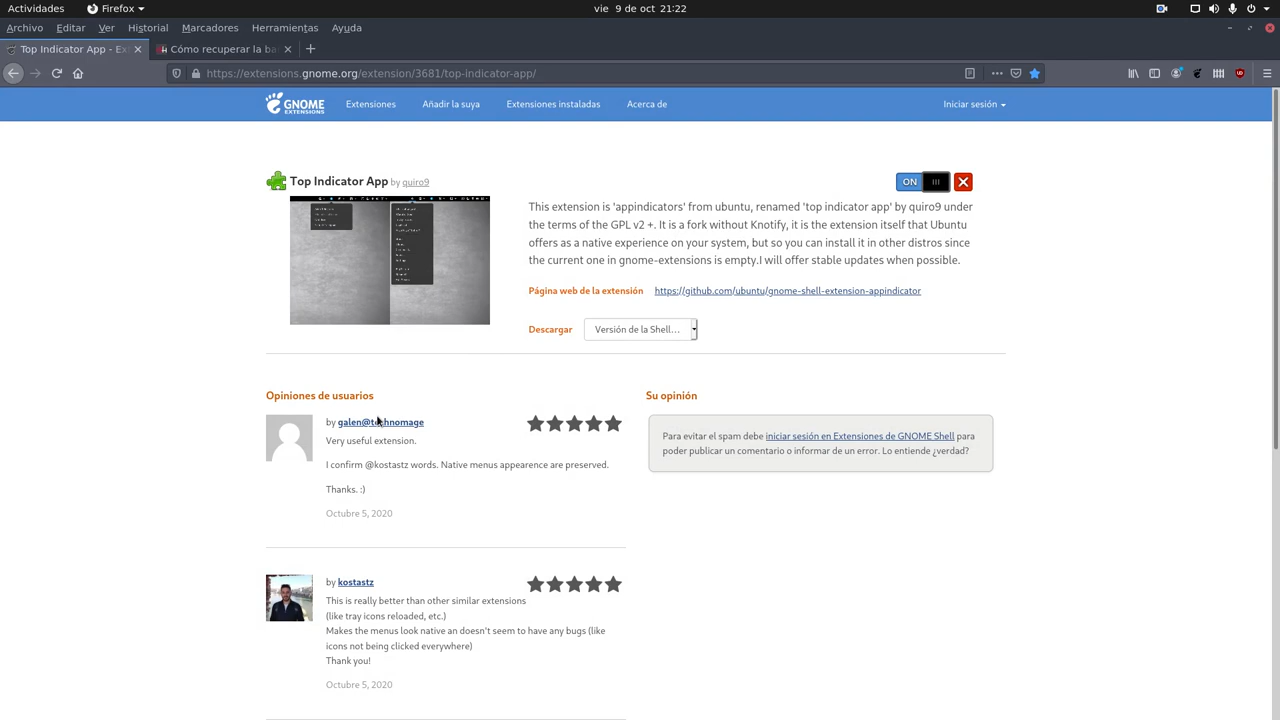 Actividades Firefox vie 9 de oct 21:22
Archivo Editar Ver Historial Marcadores Herramientas Ayuda
Top Indicator App - Ex Cómo recuperar la ba
https://extensions.gnome.org/extension/3681/top-indicator-app/
GNOME EXTENSIONS Extensiones Añadir la suya Extensiones instaladas Acerca de Iniciar sesión
Top Indicator App by quiro9 ON
This extension is 'appindicators' from ubuntu, renamed 'top indicator app' by quiro9 under
the terms of the GPL v2 +. It is a fork without Knotify, it is the extension itself that Ubuntu
offers as a native experience on your system, but so you can install it in other distros since
the current one in gnome-extensions is empty.I will offer stable updates when possible.
Página web de la extensión https://github.com/ubuntu/gnome-shell-extension-appindicator
Descargar Versión de la Shell...
Opiniones de usuarios
by galen@technomage
Very useful extension.
I confirm @kostastz words. Native menus appearence are preserved.
Thanks. :)
Octubre 5, 2020
by kostastz
This is really better than other similar extensions
(like tray icons reloaded, etc.)
Makes the menus look native an doesn't seem to have any bugs (like
icons not being clicked everywhere)
Thank you!
Octubre 5, 2020
Su opinión
Para evitar el spam debe iniciar sesión en Extensiones de GNOME Shell para
poder publicar un comentario o informar de un error. Lo entiende ¿verdad?